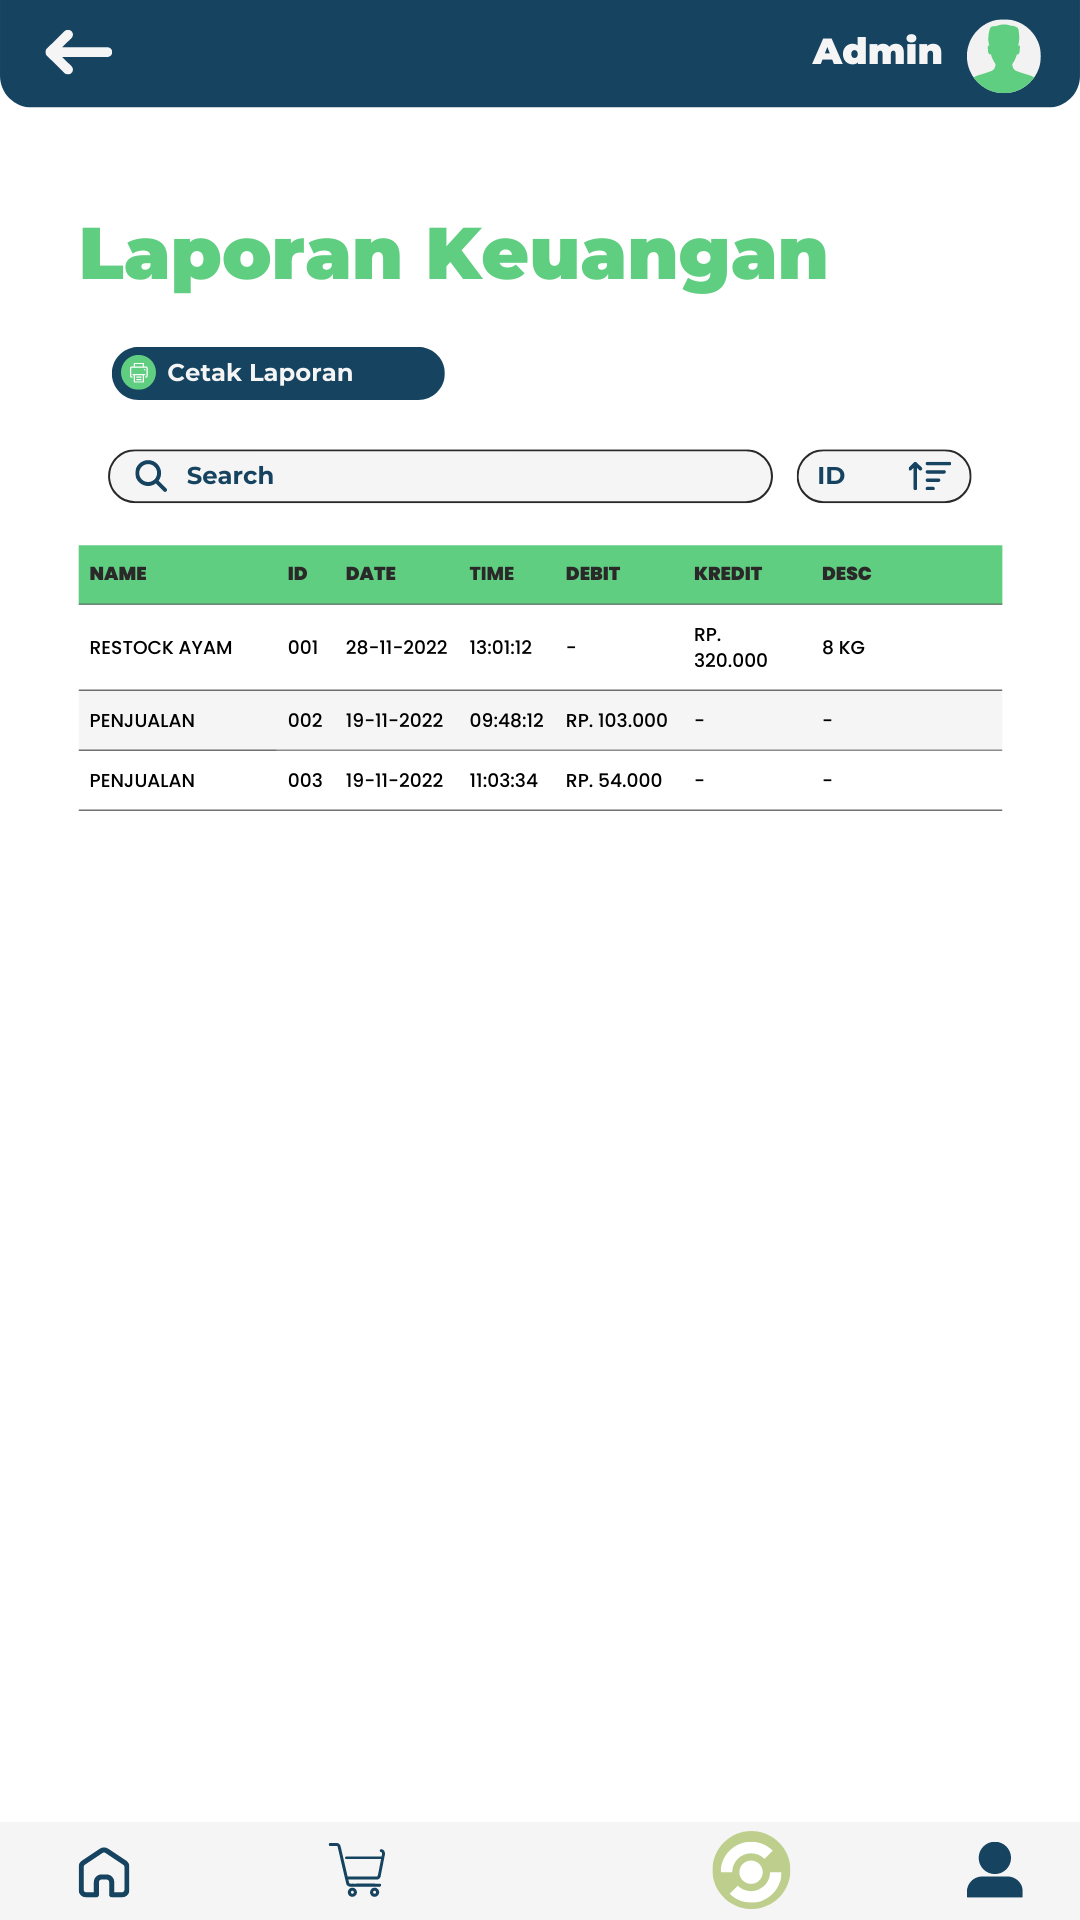 Admin
Laporan Keuangan
Cetak Laporan
Search
ID
NAME ID DATE TIME DEBIT KREDIT DESC
RESTOCK AYAM 001 28-11-2022 13:01:12 - RP. 320.000 8 KG
PENJUALAN 002 19-11-2022 09:48:12 RP. 103.000 - -
PENJUALAN 003 19-11-2022 11:03:34 RP. 54.000 - -